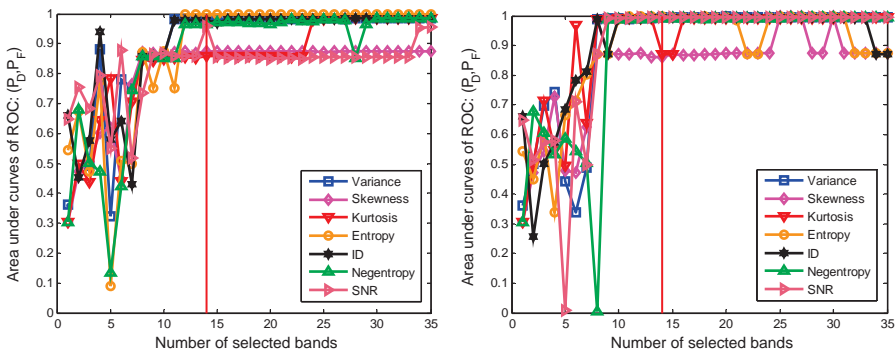 Area under curves of ROC: (P_D,P_F)
1
0.9
0.8
0.7
0.6
0.5
0.4
0.3
0.2
0.1
0
0 5 10 15 20 25 30 35
Number of selected bands
Variance
Skewness
Kurtosis
Entropy
ID
Negentropy
SNR
Area under curves of ROC: (P_D,P_F)
1
0.9
0.8
0.7
0.6
0.5
0.4
0.3
0.2
0.1
0
0 5 10 15 20 25 30 35
Number of selected bands
Variance
Skewness
Kurtosis
Entropy
ID
Negentropy
SNR